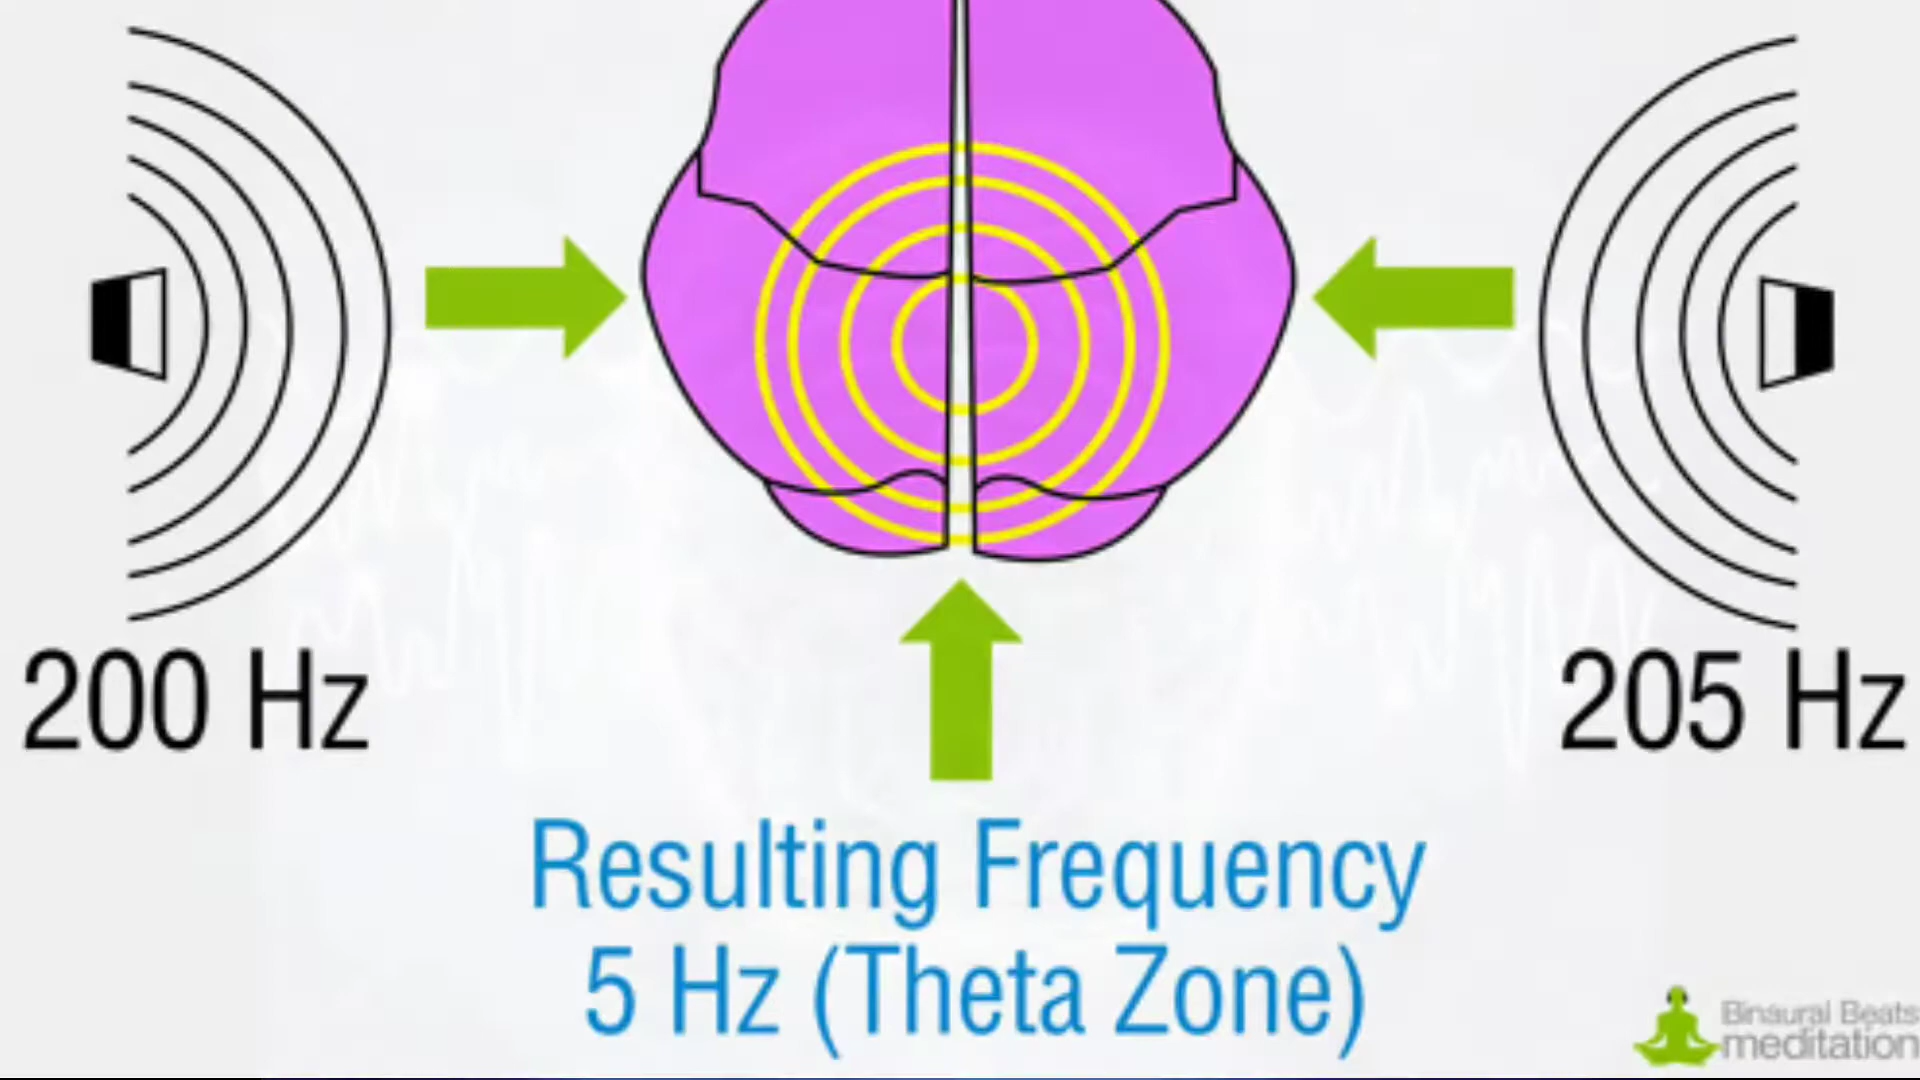 200 Hz
205 Hz
Resulting Frequency
5 Hz (Theta Zone)
Binaural Beats
meditation